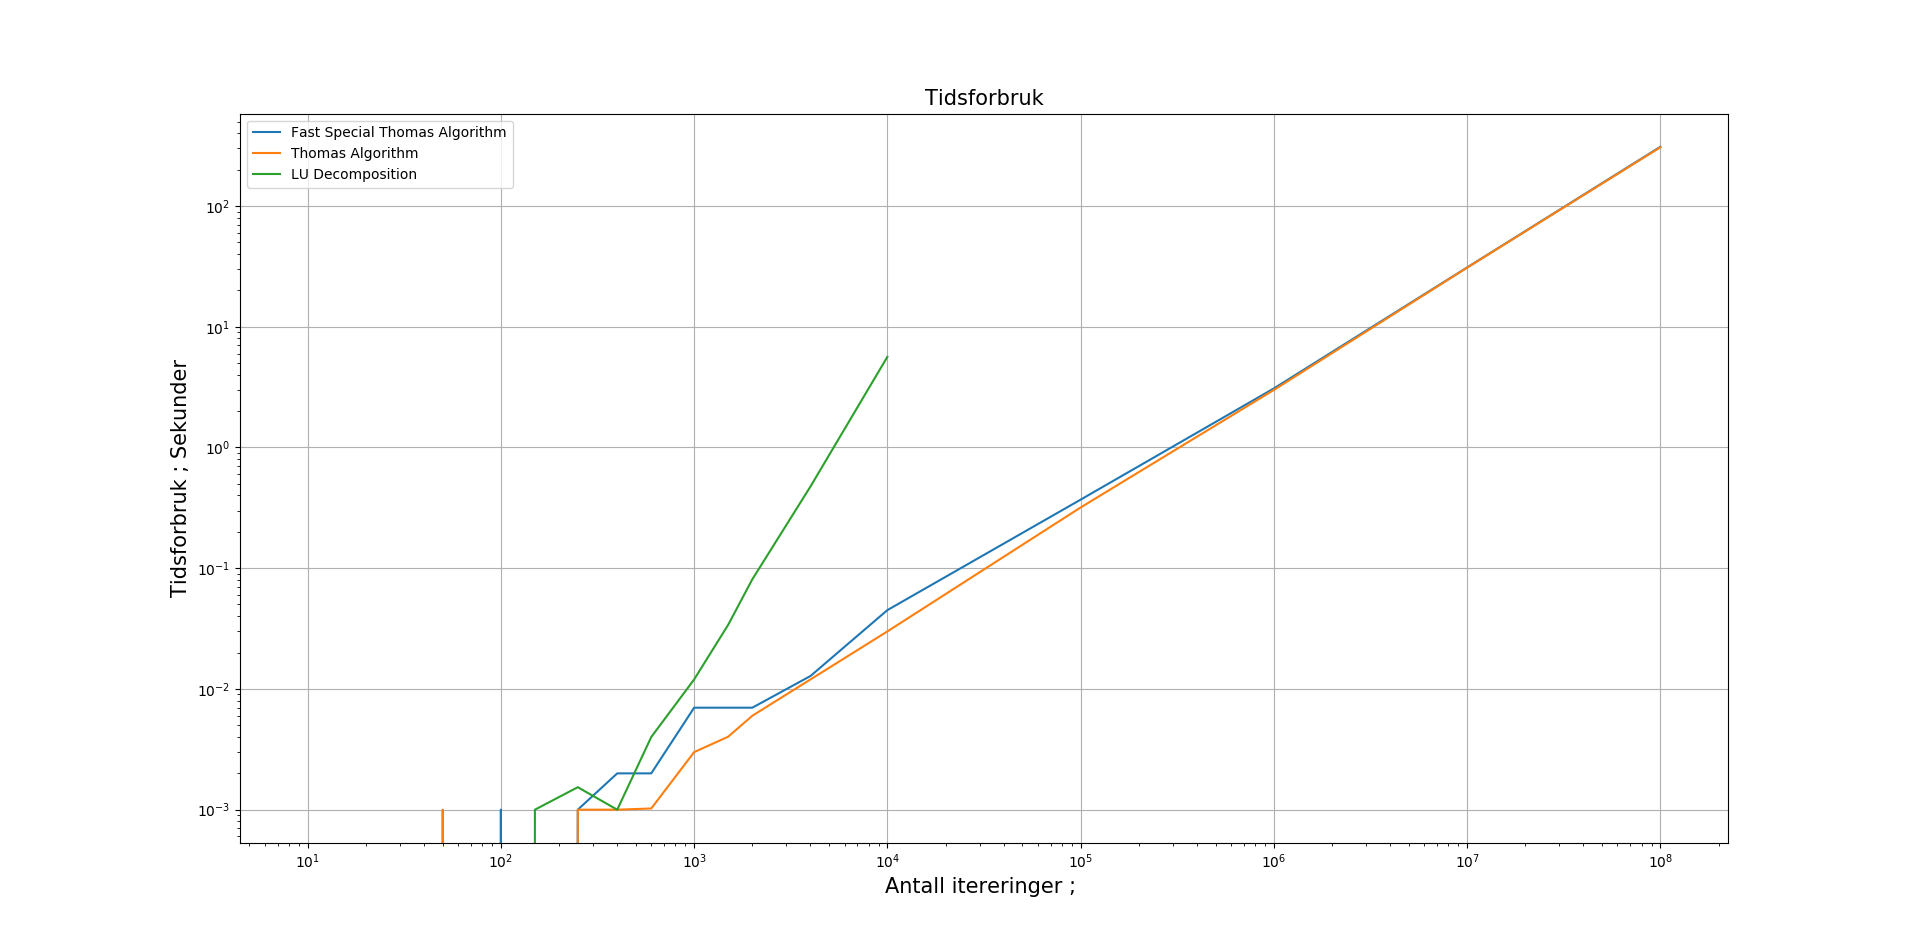 Tidsforbruk
Fast Special Thomas Algorithm
Thomas Algorithm
LU Decomposition
Tidsforbruk ; Sekunder
10²
10¹
10⁰
10⁻¹
10⁻²
10⁻³
10¹ 10² 10³ 10⁴ 10⁵ 10⁶ 10⁷ 10⁸
Antall itereringer ;